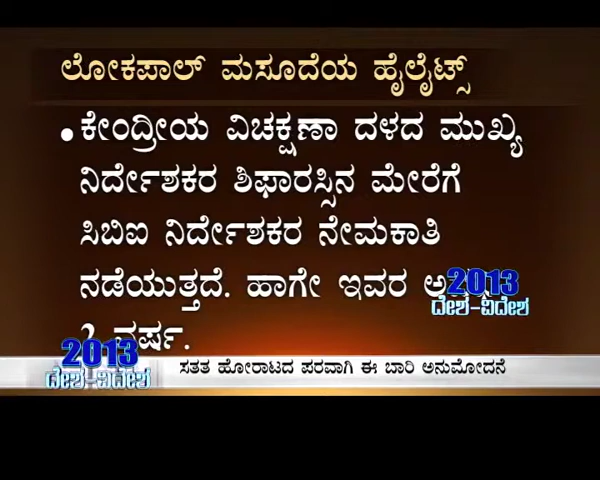 ಲೋಕಪಾಲ್ ಮಸೂದೆಯ ಹೈಲೈಟ್ಸ್
• ಕೇಂದ್ರೀಯ ವಿಚಕ್ಷಣಾ ದಳದ ಮುಖ್ಯ
ನಿರ್ದೇಶಕರ ಶಿಫಾರಸ್ಸಿನ ಮೇರೆಗೆ
ಸಿಬಿಐ ನಿರ್ದೇಶಕರ ನೇಮಕಾತಿ
ನಡೆಯುತ್ತದೆ. ಹಾಗೇ ಇವರ
2013
ದೇಶ-ವಿದೇಶ
2 ವರ್ಷ.
2013
ದೇಶ-ವಿದೇಶ
ಸತತ ಹೋರಾಟದ ಪರವಾಗಿ ಈ ಬಾರಿ ಅನುಮೋದನೆ